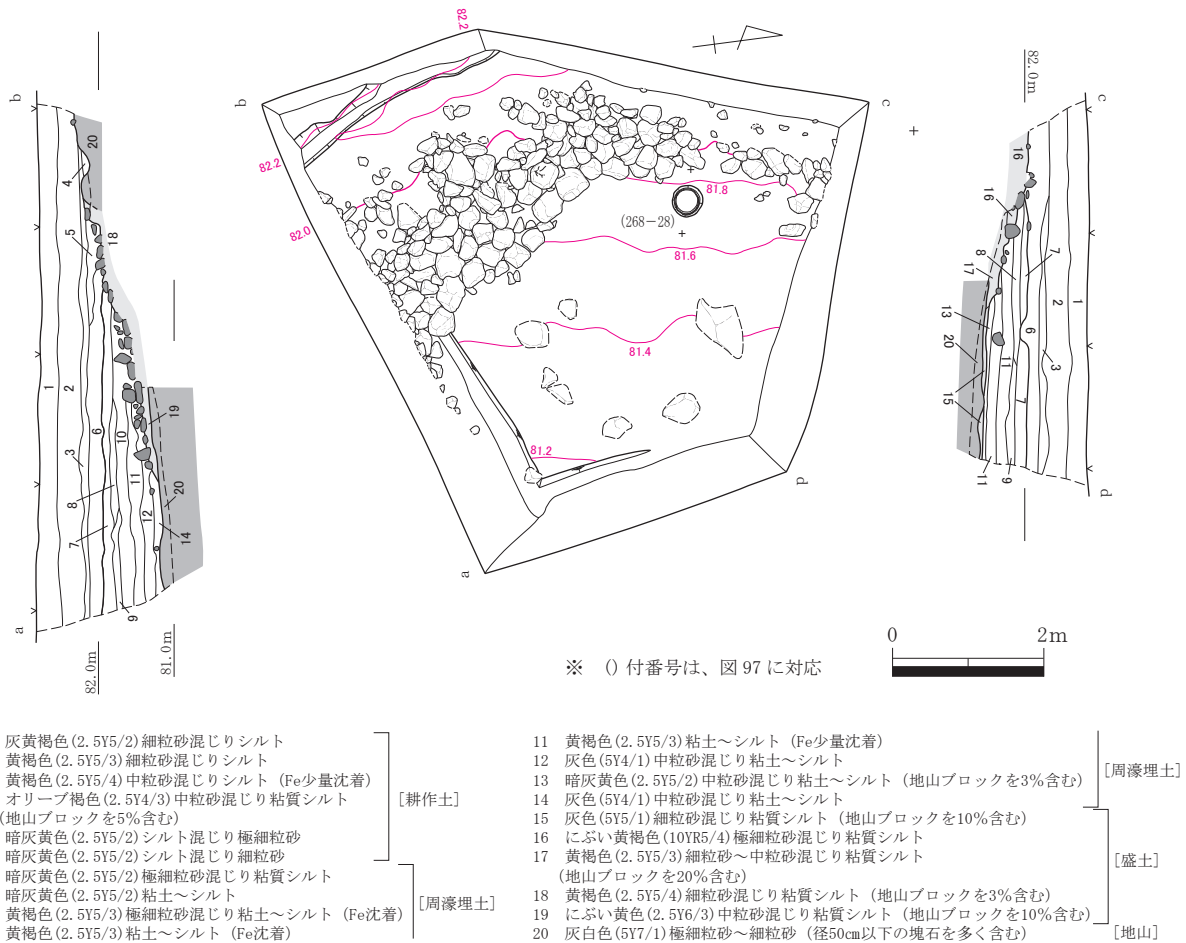 82.2
b
c
82.2
82.0
81.8
(268−28)
81.6
81.4
81.2
a
d
b
20
4
5
18
1
2
3
6
10
19
11
20
8
12
7
14
9
a
82.0m
81.0m
82.0m
c
16
16
7
8
17
2
1
13
6
20
11
3
7
15
11
9
d
※ () 付番号は、図 97 に対応
0 2m
灰黄褐色(2.5Y5/2)細粒砂混じりシルト
黄褐色(2.5Y5/3)細粒砂混じりシルト
黄褐色(2.5Y5/4)中粒砂混じりシルト (Fe少量沈着)
オリーブ褐色(2.5Y4/3)中粒砂混じり粘質シルト
(地山ブロックを5%含む)
暗灰黄色(2.5Y5/2)シルト混じり極細粒砂
暗灰黄色(2.5Y5/2)シルト混じり細粒砂
[耕作土]
暗灰黄色(2.5Y5/2)極細粒砂混じり粘質シルト
暗灰黄色(2.5Y5/2)粘土〜シルト
黄褐色(2.5Y5/3)極細粒砂混じり粘土〜シルト (Fe沈着)
黄褐色(2.5Y5/3)粘土〜シルト (Fe沈着)
[周濠埋土]
11 黄褐色(2.5Y5/3)粘土〜シルト (Fe少量沈着)
12 灰色(5Y4/1)中粒砂混じり粘土〜シルト
13 暗灰黄色(2.5Y5/2)中粒砂混じり粘土〜シルト (地山ブロックを3%含む)
14 灰色(5Y4/1)中粒砂混じり粘土〜シルト
[周濠埋土]
15 灰色(5Y5/1)細粒砂混じり粘質シルト (地山ブロックを10%含む)
16 にぶい黄褐色(10YR5/4)極細粒砂混じり粘質シルト
17 黄褐色(2.5Y5/3)細粒砂〜中粒砂混じり粘質シルト
(地山ブロックを20%含む)
18 黄褐色(2.5Y5/4)細粒砂混じり粘質シルト (地山ブロックを3%含む)
19 にぶい黄色(2.5Y6/3)中粒砂混じり粘質シルト (地山ブロックを10%含む)
[盛土]
20 灰白色(5Y7/1)極細粒砂〜細粒砂 (径50cm以下の塊石を多く含む) [地山]